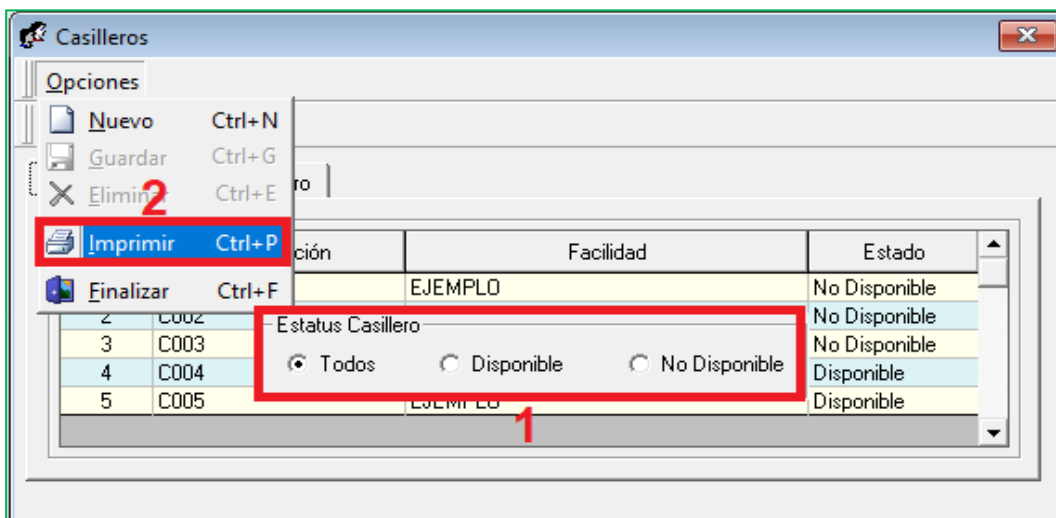 Casilleros
Opciones
Nuevo Ctrl+N
Guardar Ctrl+G
Eliminar Ctrl+E
2
ro
Imprimir Ctrl+P
ción Facilidad Estado
Finalizar Ctrl+F
EJEMPLO No Disponible
2 C002 No Disponible
Estatus Casillero
3 C003 No Disponible
Todos Disponible No Disponible
4 C004 Disponible
5 C005 EJEMPLO Disponible
1